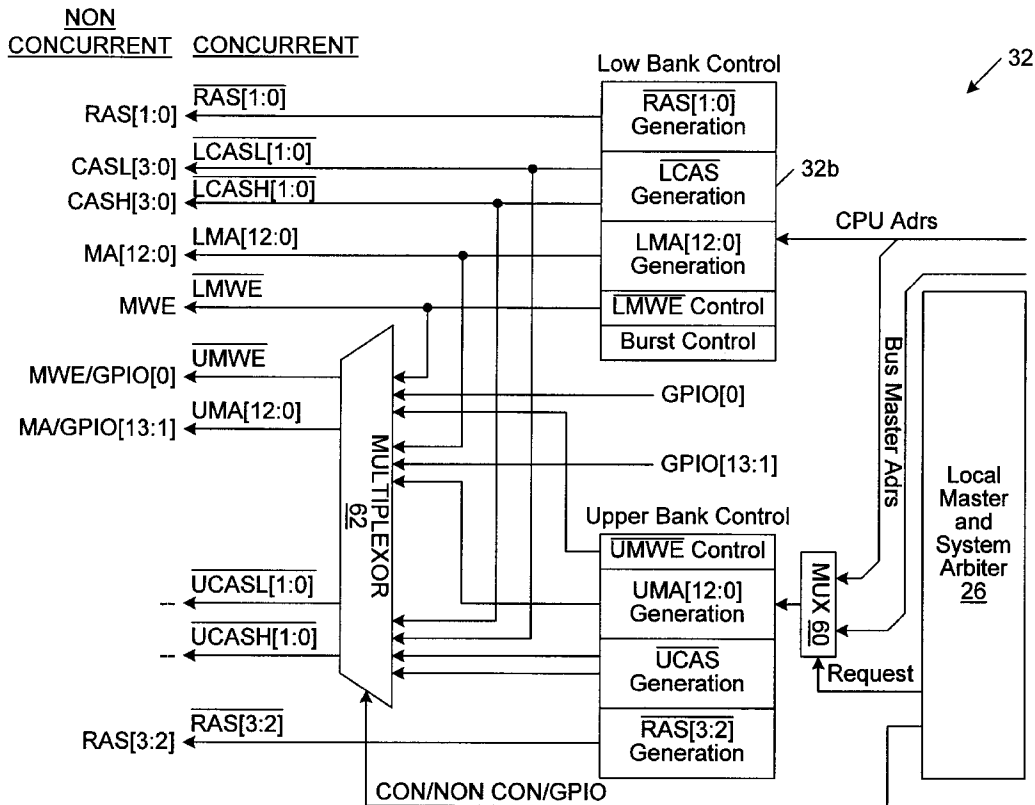 NON
CONCURRENT CONCURRENT
Low Bank Control
32
RAS[1:0]
RAS[1:0]
RAS[1:0]
Generation
CASL[3:0]
LCASL[1:0]
LCAS
Generation
32b
CASH[3:0]
LCASH[1:0]
CPU Adrs
MA[12:0]
LMA[12:0]
LMA[12:0]
Generation
MWE
LMWE
LMWE Control
Burst Control
MWE/GPIO[0]
UMWE
GPIO[0]
MA/GPIO[13:1]
UMA[12:0]
GPIO[13:1]
MULTIPLEXOR
62
Bus Master Adrs
Local
Master
and
System
Arbiter
26
Upper Bank Control
UMWE Control
UMA[12:0]
Generation
MUX 60
--
UCASL[1:0]
--
UCASH[1:0]
UCAS
Generation
Request
RAS[3:2]
RAS[3:2]
RAS[3:2]
Generation
CON/NON CON/GPIO